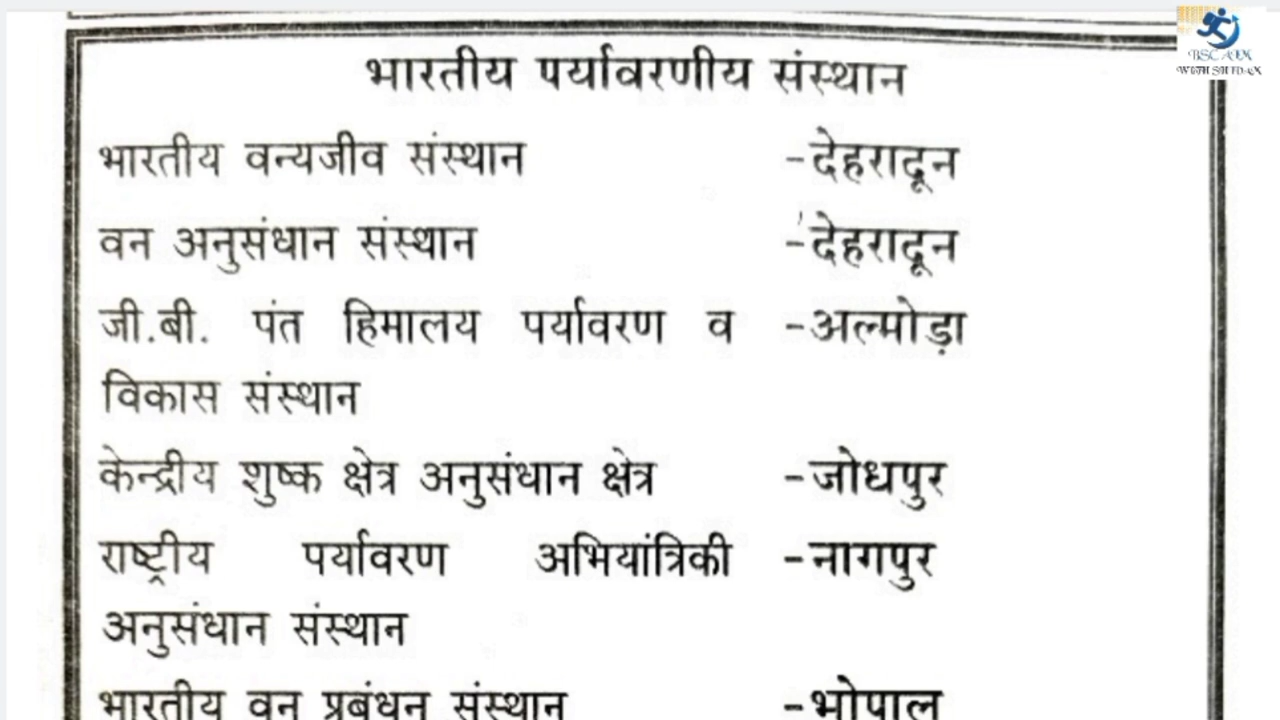 भारतीय पर्यावरणीय संस्थान
भारतीय वन्यजीव संस्थान -देहरादून
वन अनुसंधान संस्थान -देहरादून
जी.बी. पंत हिमालय पर्यावरण व -अल्मोड़ा
विकास संस्थान
केन्द्रीय शुष्क क्षेत्र अनुसंधान क्षेत्र -जोधपुर
राष्ट्रीय पर्यावरण अभियांत्रिकी -नागपुर
अनुसंधान संस्थान
भारतीय वन प्रबंधन संस्थान -भोपाल